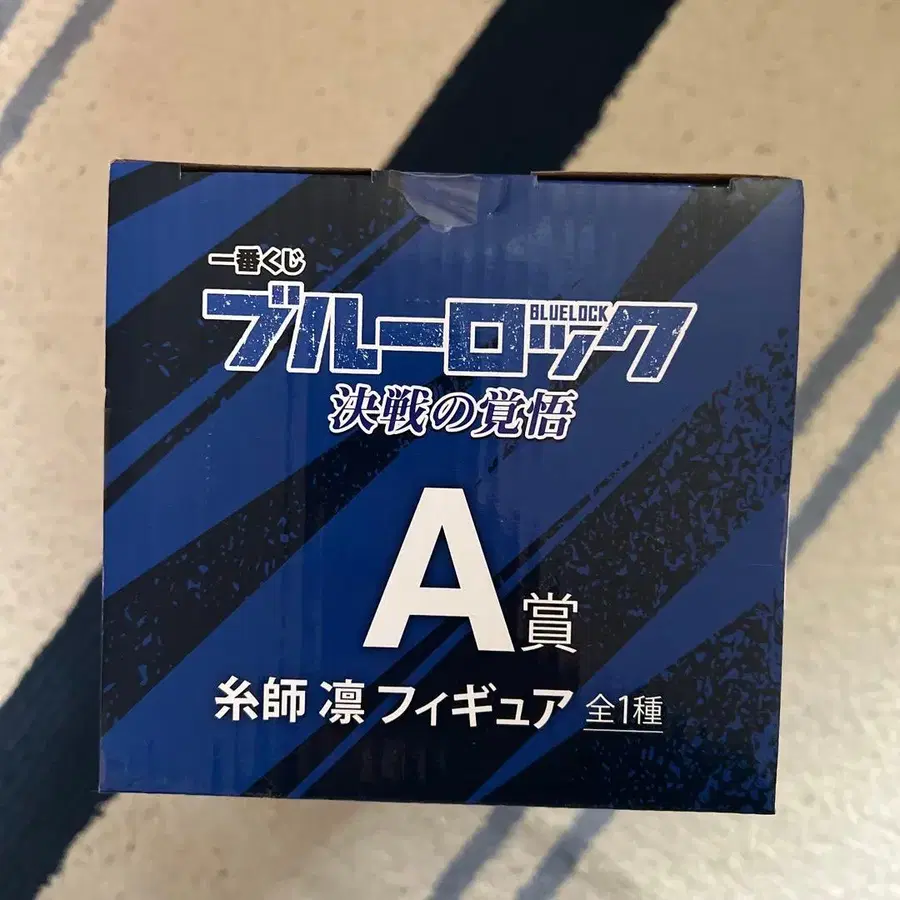 一番くじ
ブルーロック
BLUELOCK
決戦の覚悟
A賞
糸師 凛 フィギュア 全1種